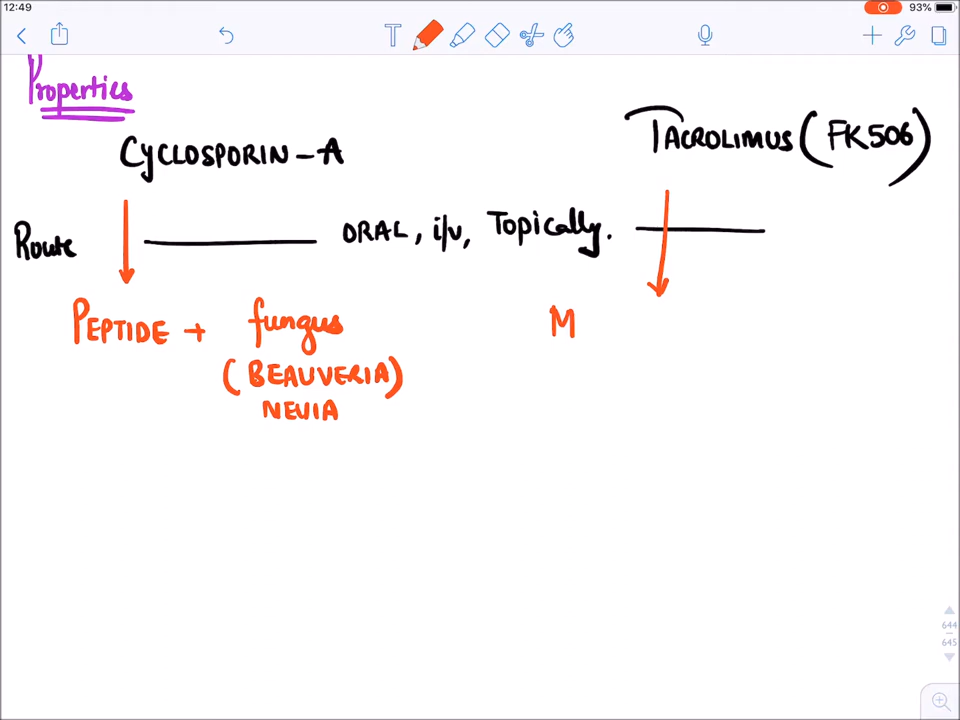 12:49
93%
Properties
CYCLOSPORIN-A
TACROLIMUS (FK506)
Route
ORAL, i/v, Topically.
PEPTIDE + fungus
M
(BEAUVERIA)
NEVIA
644
645